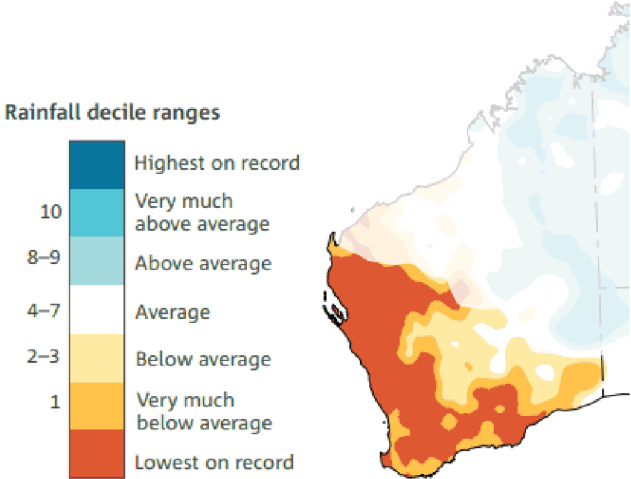 Rainfall decile ranges
Highest on record
10
Very much
above average
8–9
Above average
4–7
Average
2–3
Below average
1
Very much
below average
Lowest on record